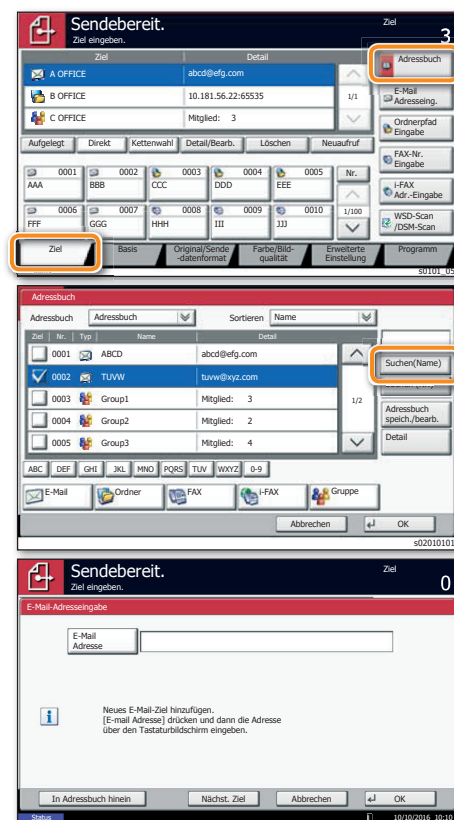 Sendebereit.
Ziel eingeben.
Ziel
3
Ziel Detail
A OFFICE abcd@efg.com
B OFFICE 10.181.56.22:65535
C OFFICE Mitglied: 3
1/1
Adressbuch
E-Mail
Adresseing.
Ordnerpfad
Eingabe
FAX-Nr.
Eingabe
i-FAX
Adr.-Eingabe
WSD-Scan
/DSM-Scan
Aufgelegt Direkt Kettenwahl Detail/Bearb. Löschen Neuaufruf
0001 0002 0003 0004 0005 Nr.
AAA BBB CCC DDD EEE
0006 0007 0008 0009 0010 1/100
FFF GGG HHH III JJJ
Ziel Basis Original/Sende
-datenformat Farbe/Bild-
qualität Erweiterte
Einstellung Programm
s0101_05
Adressbuch
Adressbuch Adressbuch Sortieren Name
Ziel Nr. Typ Name Detail
0001 ABCD abcd@efg.com
0002 TUVW tuvw@xyz.com
0003 Group1 Mitglied: 3
0004 Group2 Mitglied: 2
0005 Group3 Mitglied: 4
1/2
Suchen(Name)
Adressbuch
speich./bearb.
Detail
ABC DEF GHI JKL MNO PQRS TUV WXYZ 0-9
E-Mail Ordner FAX i-FAX Gruppe
Abbrechen OK
s02010101
Sendebereit.
Ziel eingeben.
Ziel
0
E-Mail-Adresseingabe
E-Mail
Adresse
Neues E-Mail-Ziel hinzufügen.
[E-mail Adresse] drücken und dann die Adresse
über den Tastaturbildschirm eingeben.
In Adressbuch hinein Nächst. Ziel Abbrechen OK
Status 10/10/2016 10:10